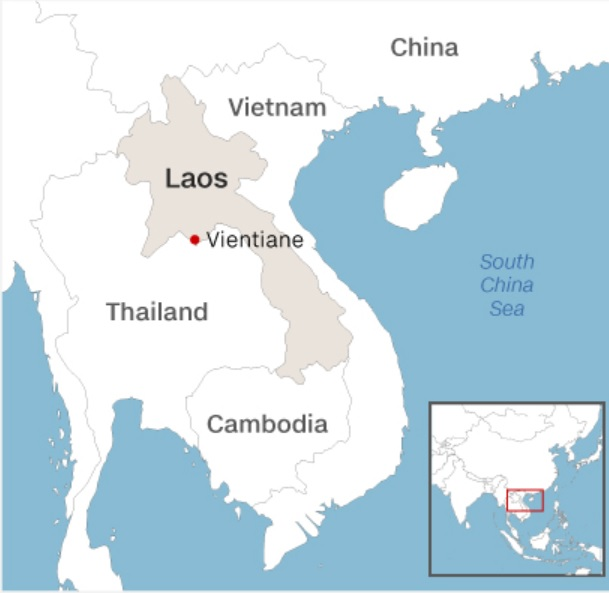 China
Vietnam
Laos
Vientiane
South
China
Sea
Thailand
Cambodia